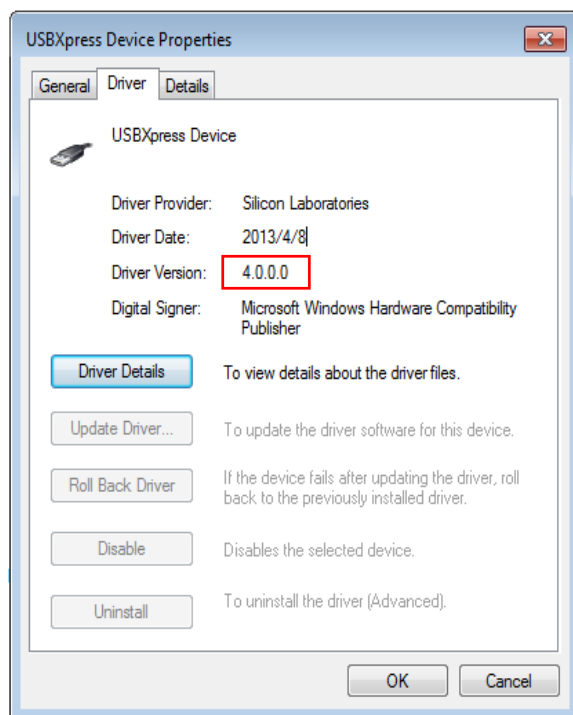 USBXpress Device Properties
General Driver Details
USBXpress Device
Driver Provider: Silicon Laboratories
Driver Date: 2013/4/8
Driver Version: 4.0.0.0
Digital Signer: Microsoft Windows Hardware Compatibility
Publisher
Driver Details To view details about the driver files.
Update Driver... To update the driver software for this device.
Roll Back Driver If the device fails after updating the driver, roll
back to the previously installed driver.
Disable Disables the selected device.
Uninstall To uninstall the driver (Advanced).
OK Cancel